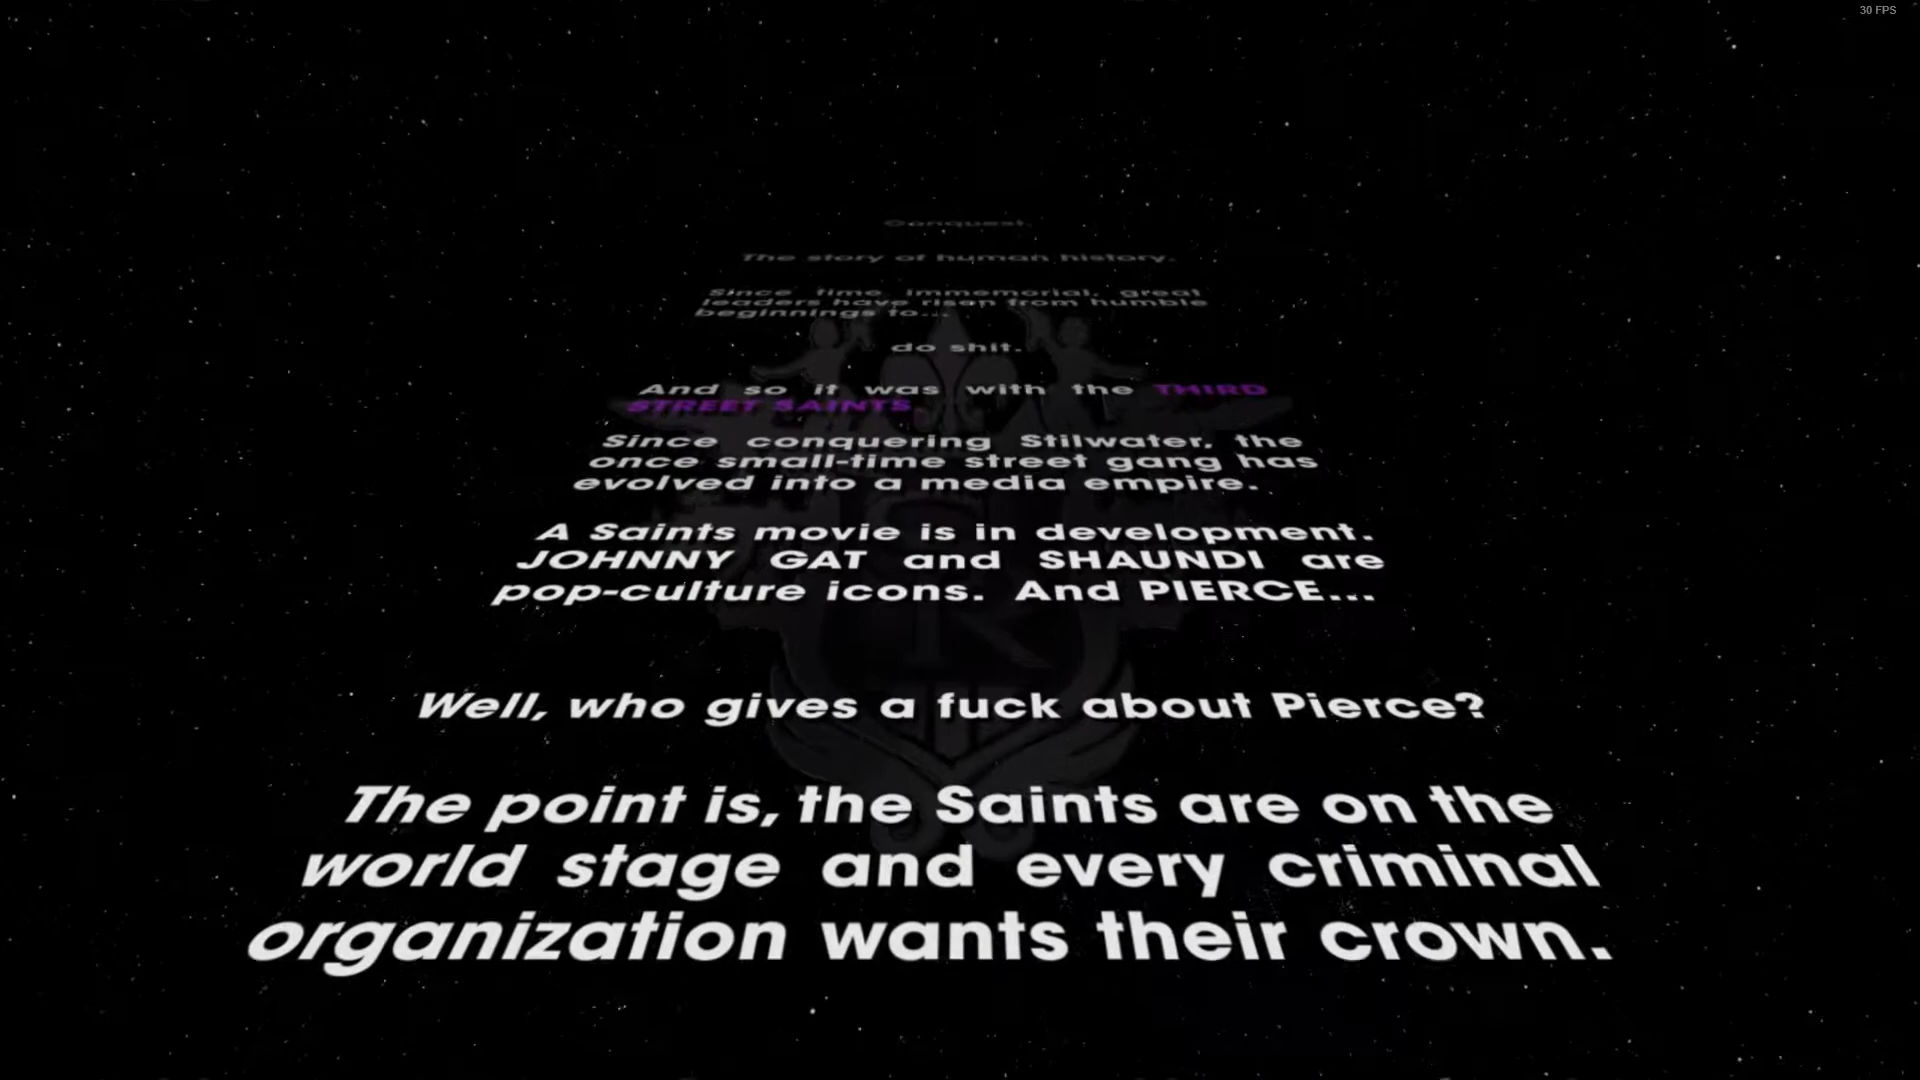 30 FPS
Conquest.
The story of human history.
Since time immemorial, great
leaders have risen from humble
beginnings to...
do shit.
And so it was with the THIRD
STREET SAINTS.
Since conquering Stilwater, the
once small-time street gang has
evolved into a media empire.
A Saints movie is in development.
JOHNNY GAT and SHAUNDI are
pop-culture icons. And PIERCE...
Well, who gives a fuck about Pierce?
The point is, the Saints are on the
world stage and every criminal
organization wants their crown.